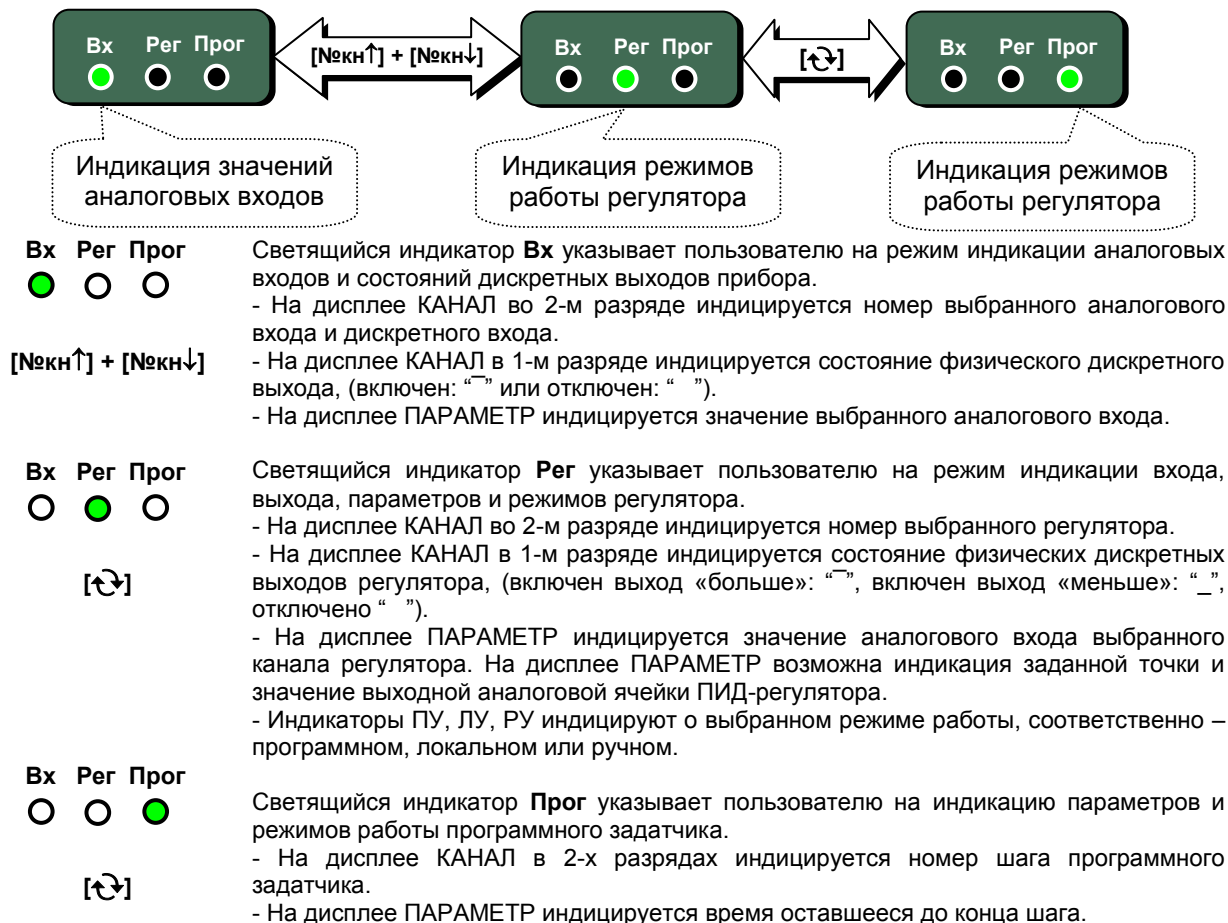 Вх Рег Прог
[№кн↑] + [№кн↓]
Вх Рег Прог
[↻]
Вх Рег Прог
Индикация значений
аналоговых входов
Индикация режимов
работы регулятора
Индикация режимов
работы регулятора
Вх Рег Прог
[№кн↑] + [№кн↓]
Светящийся индикатор Вх указывает пользователю на режим индикации аналоговых
входов и состояний дискретных выходов прибора.
- На дисплее КАНАЛ во 2-м разряде индицируется номер выбранного аналогового
входа и дискретного входа.
- На дисплее КАНАЛ в 1-м разряде индицируется состояние физического дискретного
выхода, (включен: “¯” или отключен: “ ”).
- На дисплее ПАРАМЕТР индицируется значение выбранного аналогового входа.
Вх Рег Прог
[↻]
Светящийся индикатор Рег указывает пользователю на режим индикации входа,
выхода, параметров и режимов регулятора.
- На дисплее КАНАЛ во 2-м разряде индицируется номер выбранного регулятора.
- На дисплее КАНАЛ в 1-м разряде индицируется состояние физических дискретных
выходов регулятора, (включен выход «больше»: “¯”, включен выход «меньше»: “_”,
отключено “ ”).
- На дисплее ПАРАМЕТР индицируется значение аналогового входа выбранного
канала регулятора. На дисплее ПАРАМЕТР возможна индикация заданной точки и
значение выходной аналоговой ячейки ПИД-регулятора.
- Индикаторы ПУ, ЛУ, РУ индицируют о выбранном режиме работы, соответственно –
программном, локальном или ручном.
Вх Рег Прог
[↻]
Светящийся индикатор Прог указывает пользователю на индикацию параметров и
режимов работы программного задатчика.
- На дисплее КАНАЛ в 2-х разрядах индицируется номер шага программного
задатчика.
- На дисплее ПАРАМЕТР индицируется время оставшееся до конца шага.